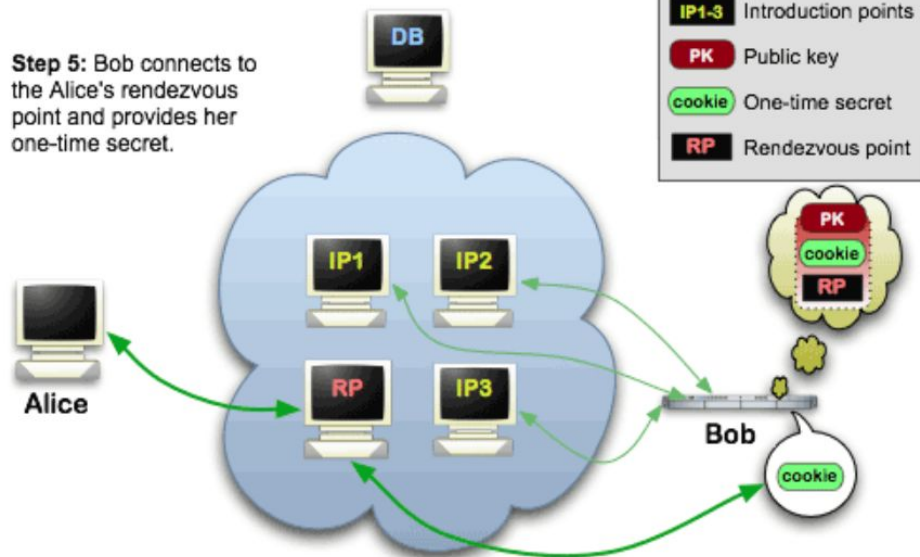 Step 5: Bob connects to
the Alice's rendezvous
point and provides her
one-time secret.
DB
IP1-3 Introduction points
PK Public key
cookie One-time secret
RP Rendezvous point
PK
cookie
RP
IP1
IP2
RP
IP3
Alice
Bob
cookie